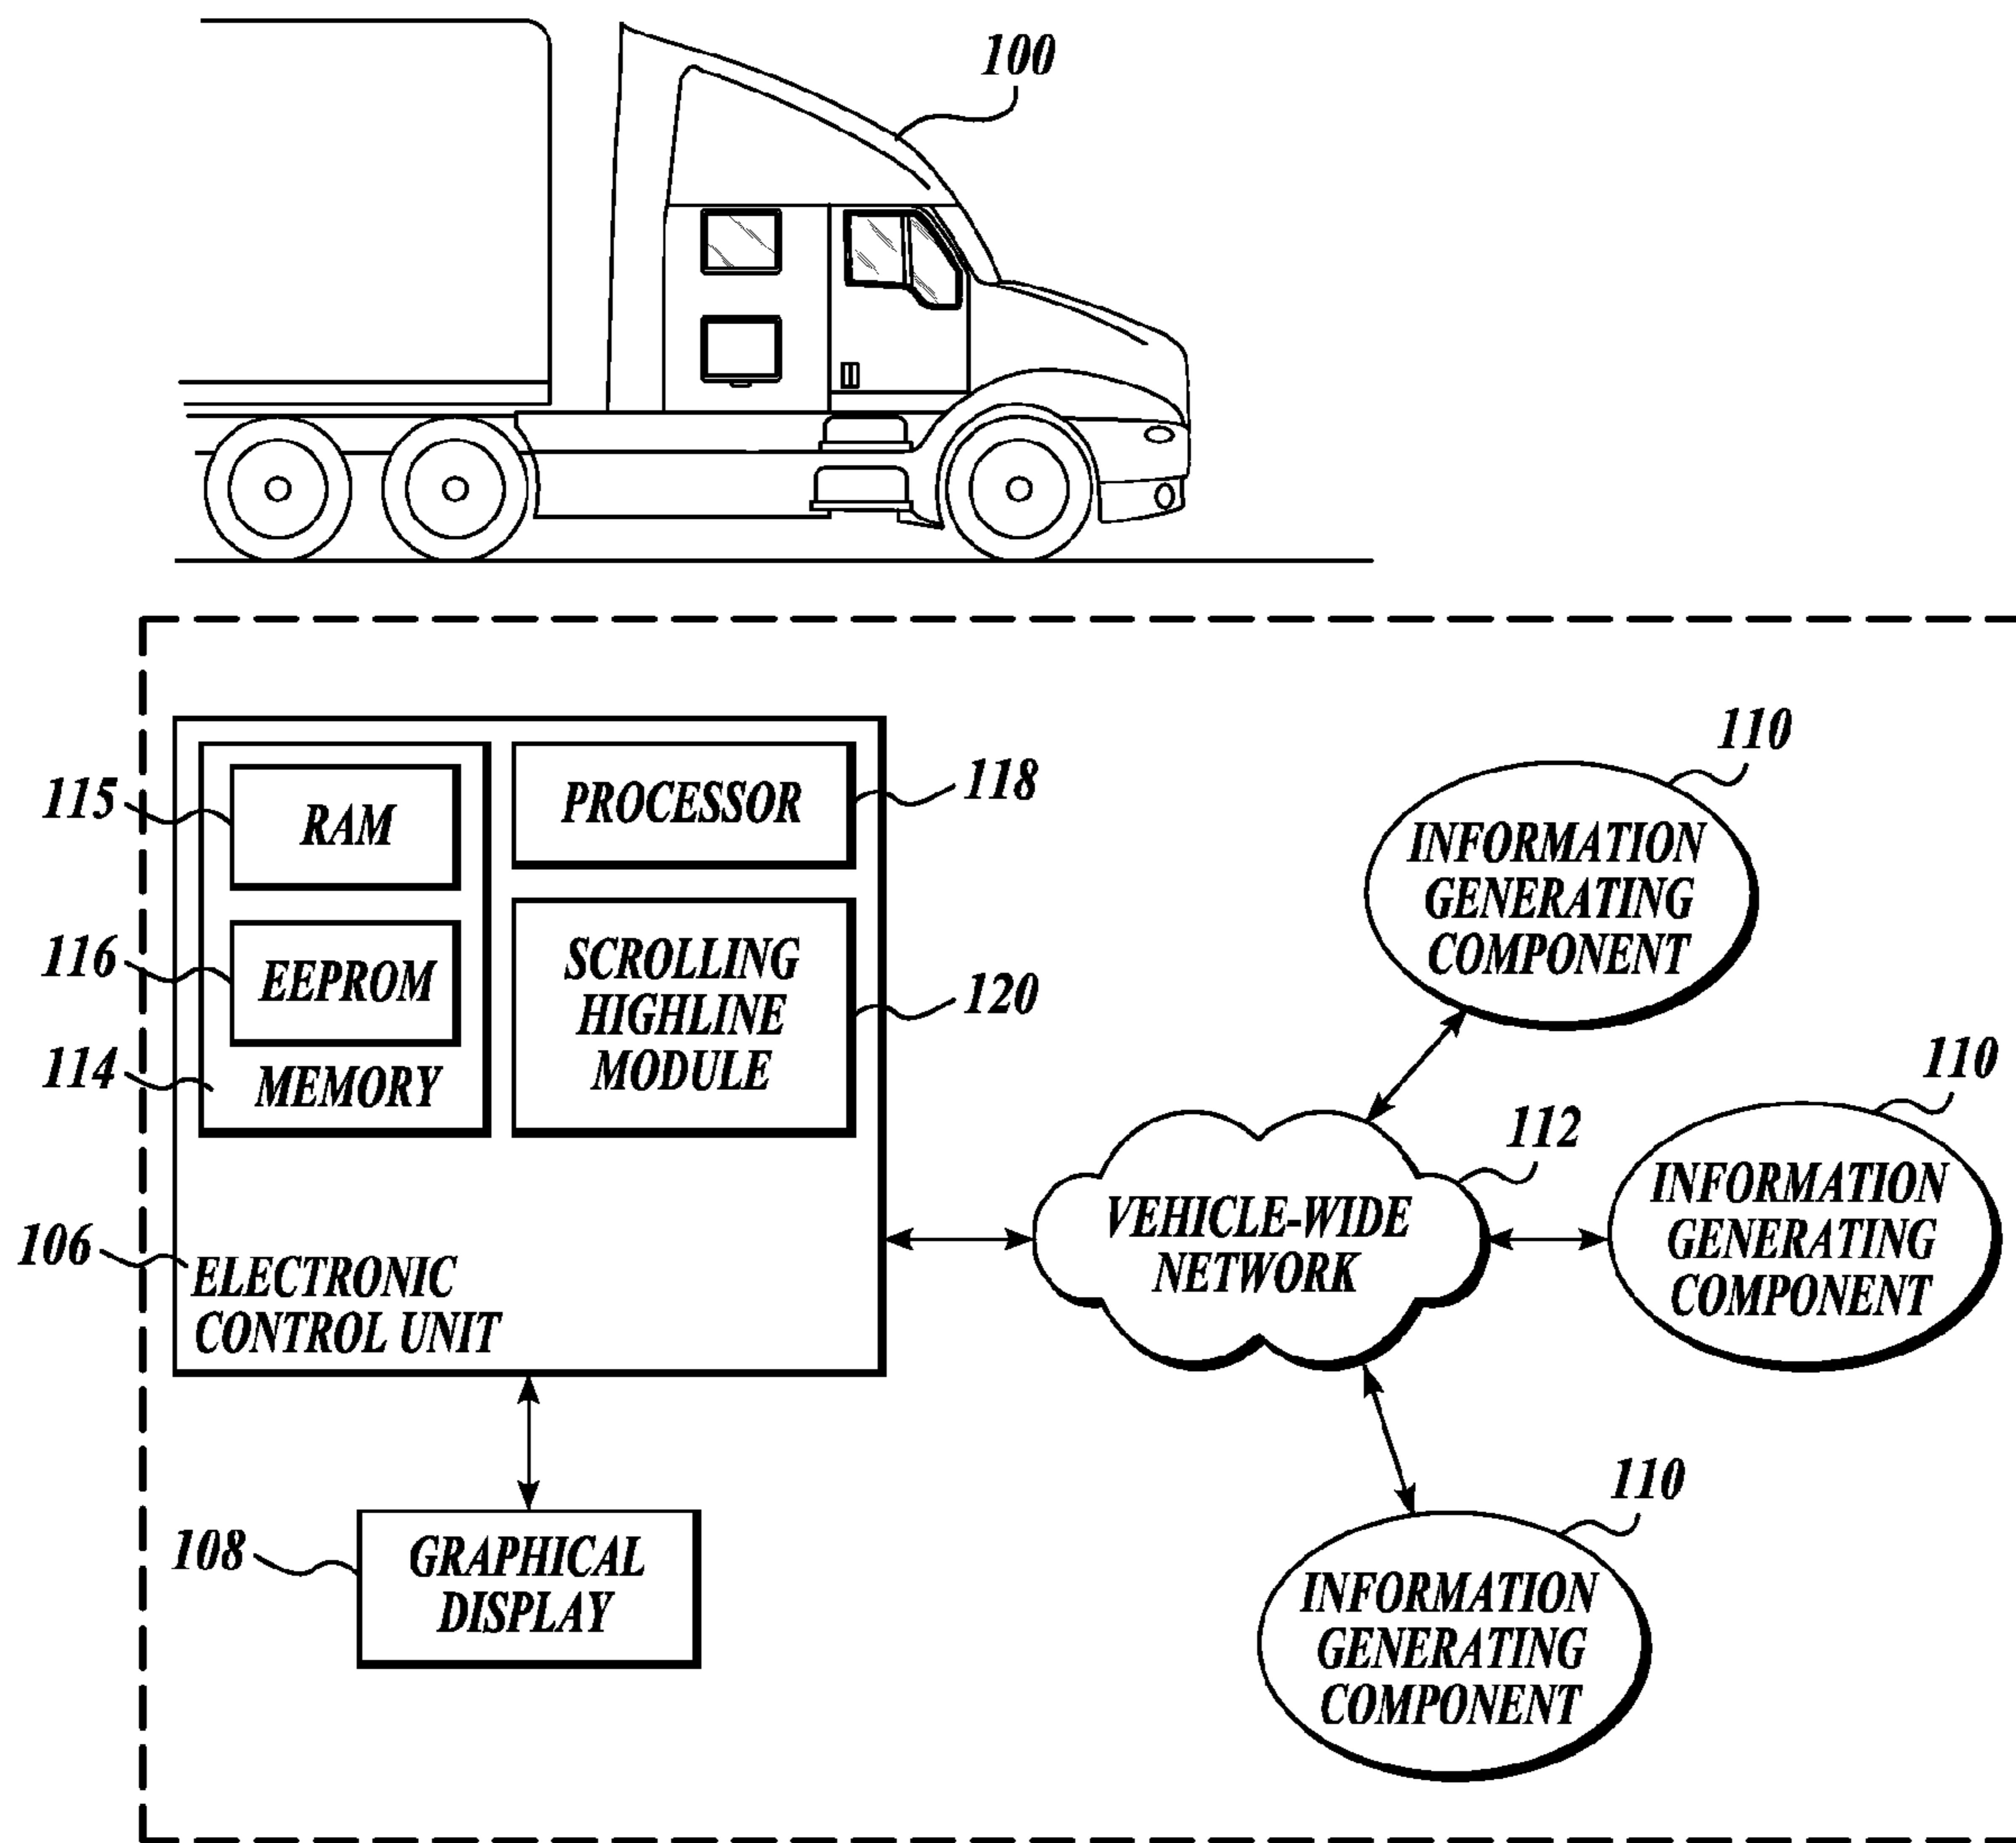 100
115
RAM
PROCESSOR
118
116
EEPROM
SCROLLING
HIGHLINE
MODULE
120
114
MEMORY
106
ELECTRONIC
CONTROL UNIT
108
GRAPHICAL
DISPLAY
VEHICLE-WIDE
NETWORK
112
110
INFORMATION
GENERATING
COMPONENT
110
INFORMATION
GENERATING
COMPONENT
110
INFORMATION
GENERATING
COMPONENT